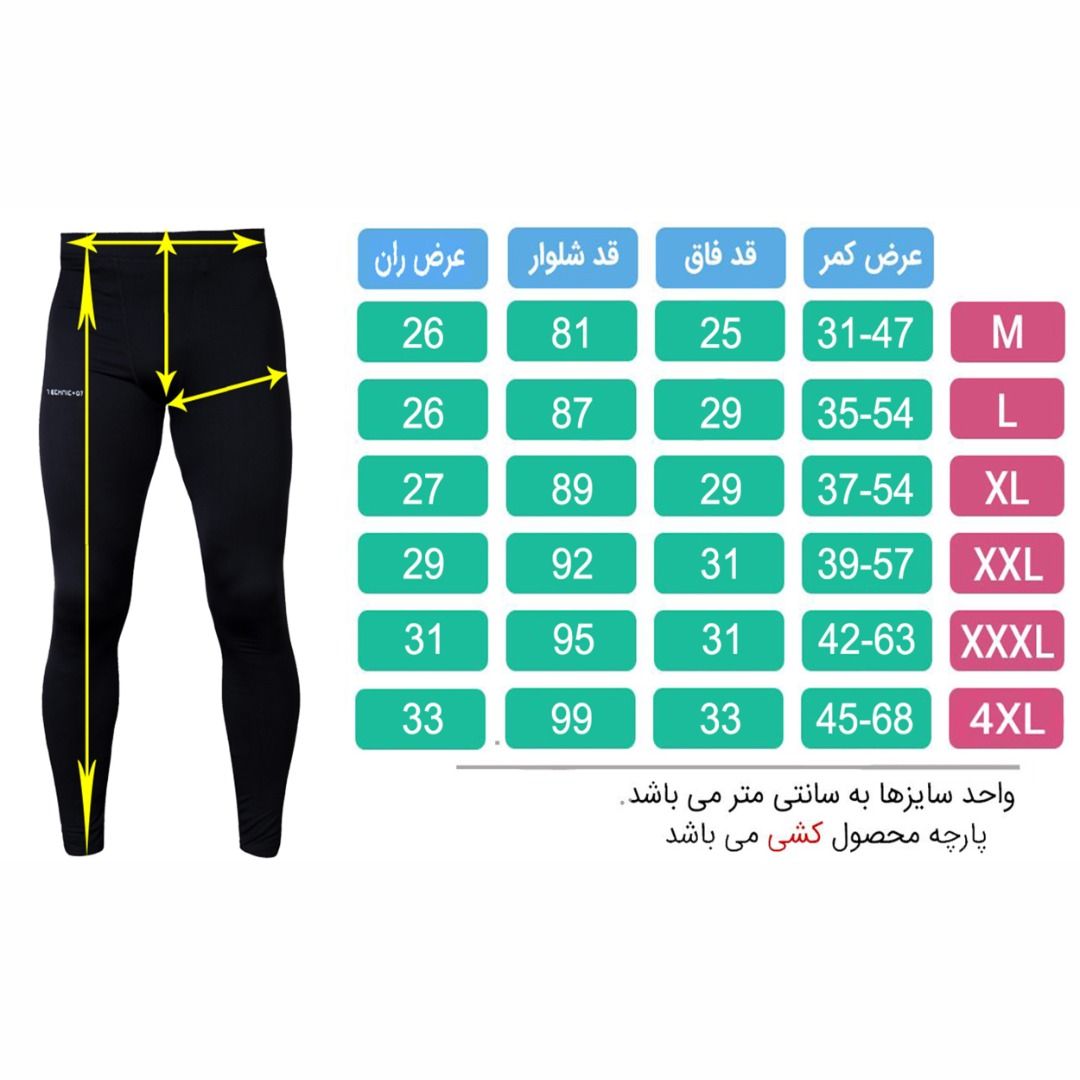 عرض کمر قد فاق قد شلوار عرض ران
M 31-47 25 81 26
L 35-54 29 87 26
XL 37-54 29 89 27
XXL 39-57 31 92 29
XXXL 42-63 31 95 31
4XL 45-68 33 99 33
واحد سایزها به سانتی متر می باشد.
پارچه محصول کشی می باشد
TECHNIC+07